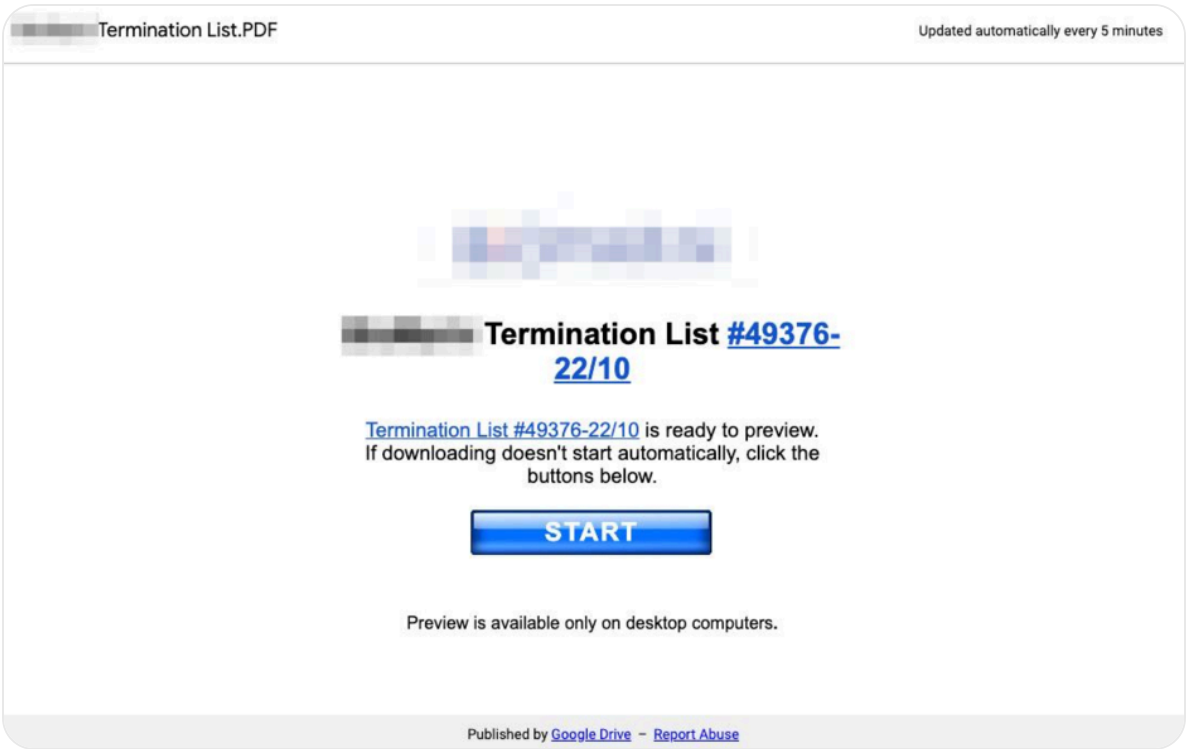 Termination List.PDF
Updated automatically every 5 minutes
Termination List #49376-
22/10
Termination List #49376-22/10 is ready to preview.
If downloading doesn't start automatically, click the
buttons below.
START
Preview is available only on desktop computers.
Published by Google Drive – Report Abuse